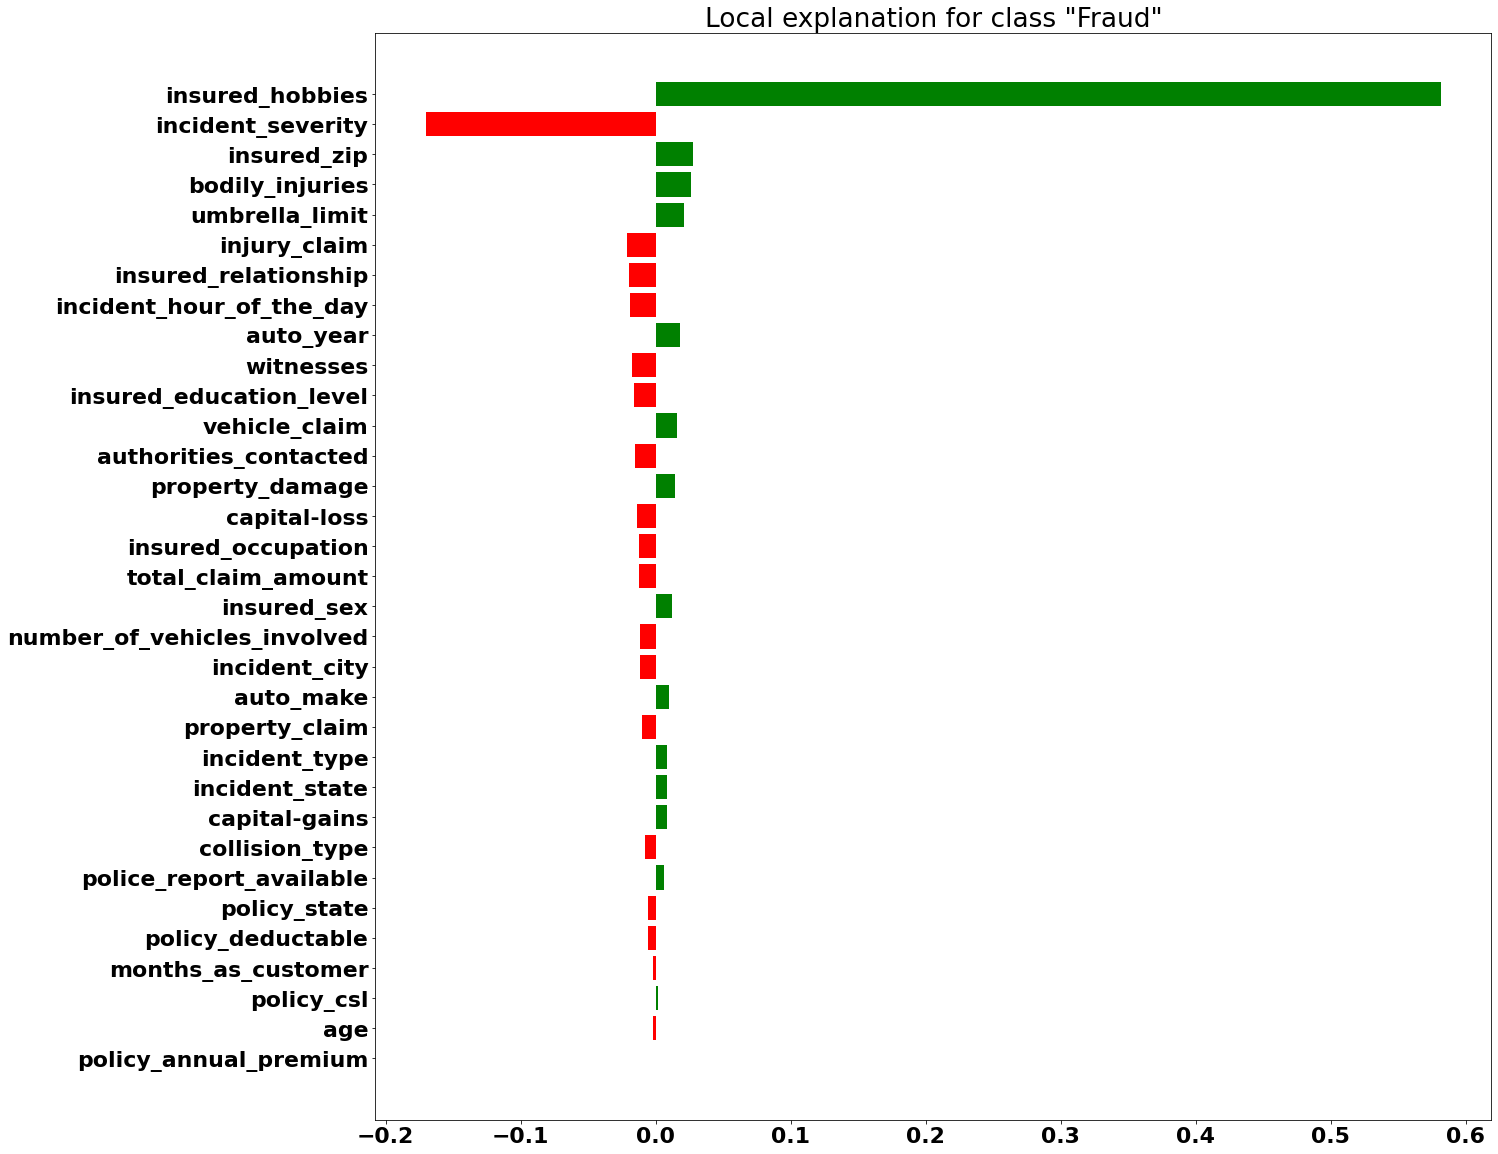 Local explanation for class "Fraud"
insured_hobbies
incident_severity
insured_zip
bodily_injuries
umbrella_limit
injury_claim
insured_relationship
incident_hour_of_the_day
auto_year
witnesses
insured_education_level
vehicle_claim
authorities_contacted
property_damage
capital-loss
insured_occupation
total_claim_amount
insured_sex
number_of_vehicles_involved
incident_city
auto_make
property_claim
incident_type
incident_state
capital-gains
collision_type
police_report_available
policy_state
policy_deductable
months_as_customer
policy_csl
age
policy_annual_premium
−0.2 −0.1 0.0 0.1 0.2 0.3 0.4 0.5 0.6